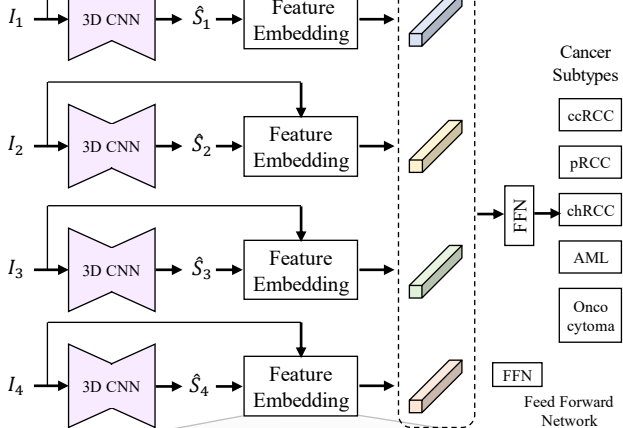 I₁
3D CNN
Ŝ₁
Feature
Embedding
Cancer
Subtypes
ccRCC
I₂
3D CNN
Ŝ₂
Feature
Embedding
pRCC
FFN
chRCC
I₃
3D CNN
Ŝ₃
Feature
Embedding
AML
Onco
cytoma
I₄
3D CNN
Ŝ₄
Feature
Embedding
FFN
Feed Forward
Network